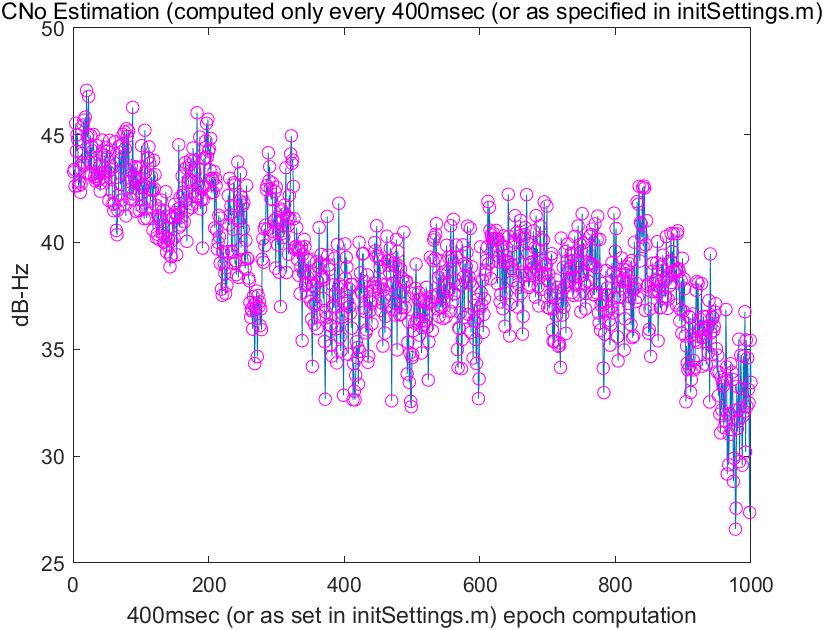 CNo Estimation (computed only every 400msec (or as specified in initSettings.m)
50
45
40
35
30
25
dB-Hz
0 200 400 600 800 1000
400msec (or as set in initSettings.m) epoch computation